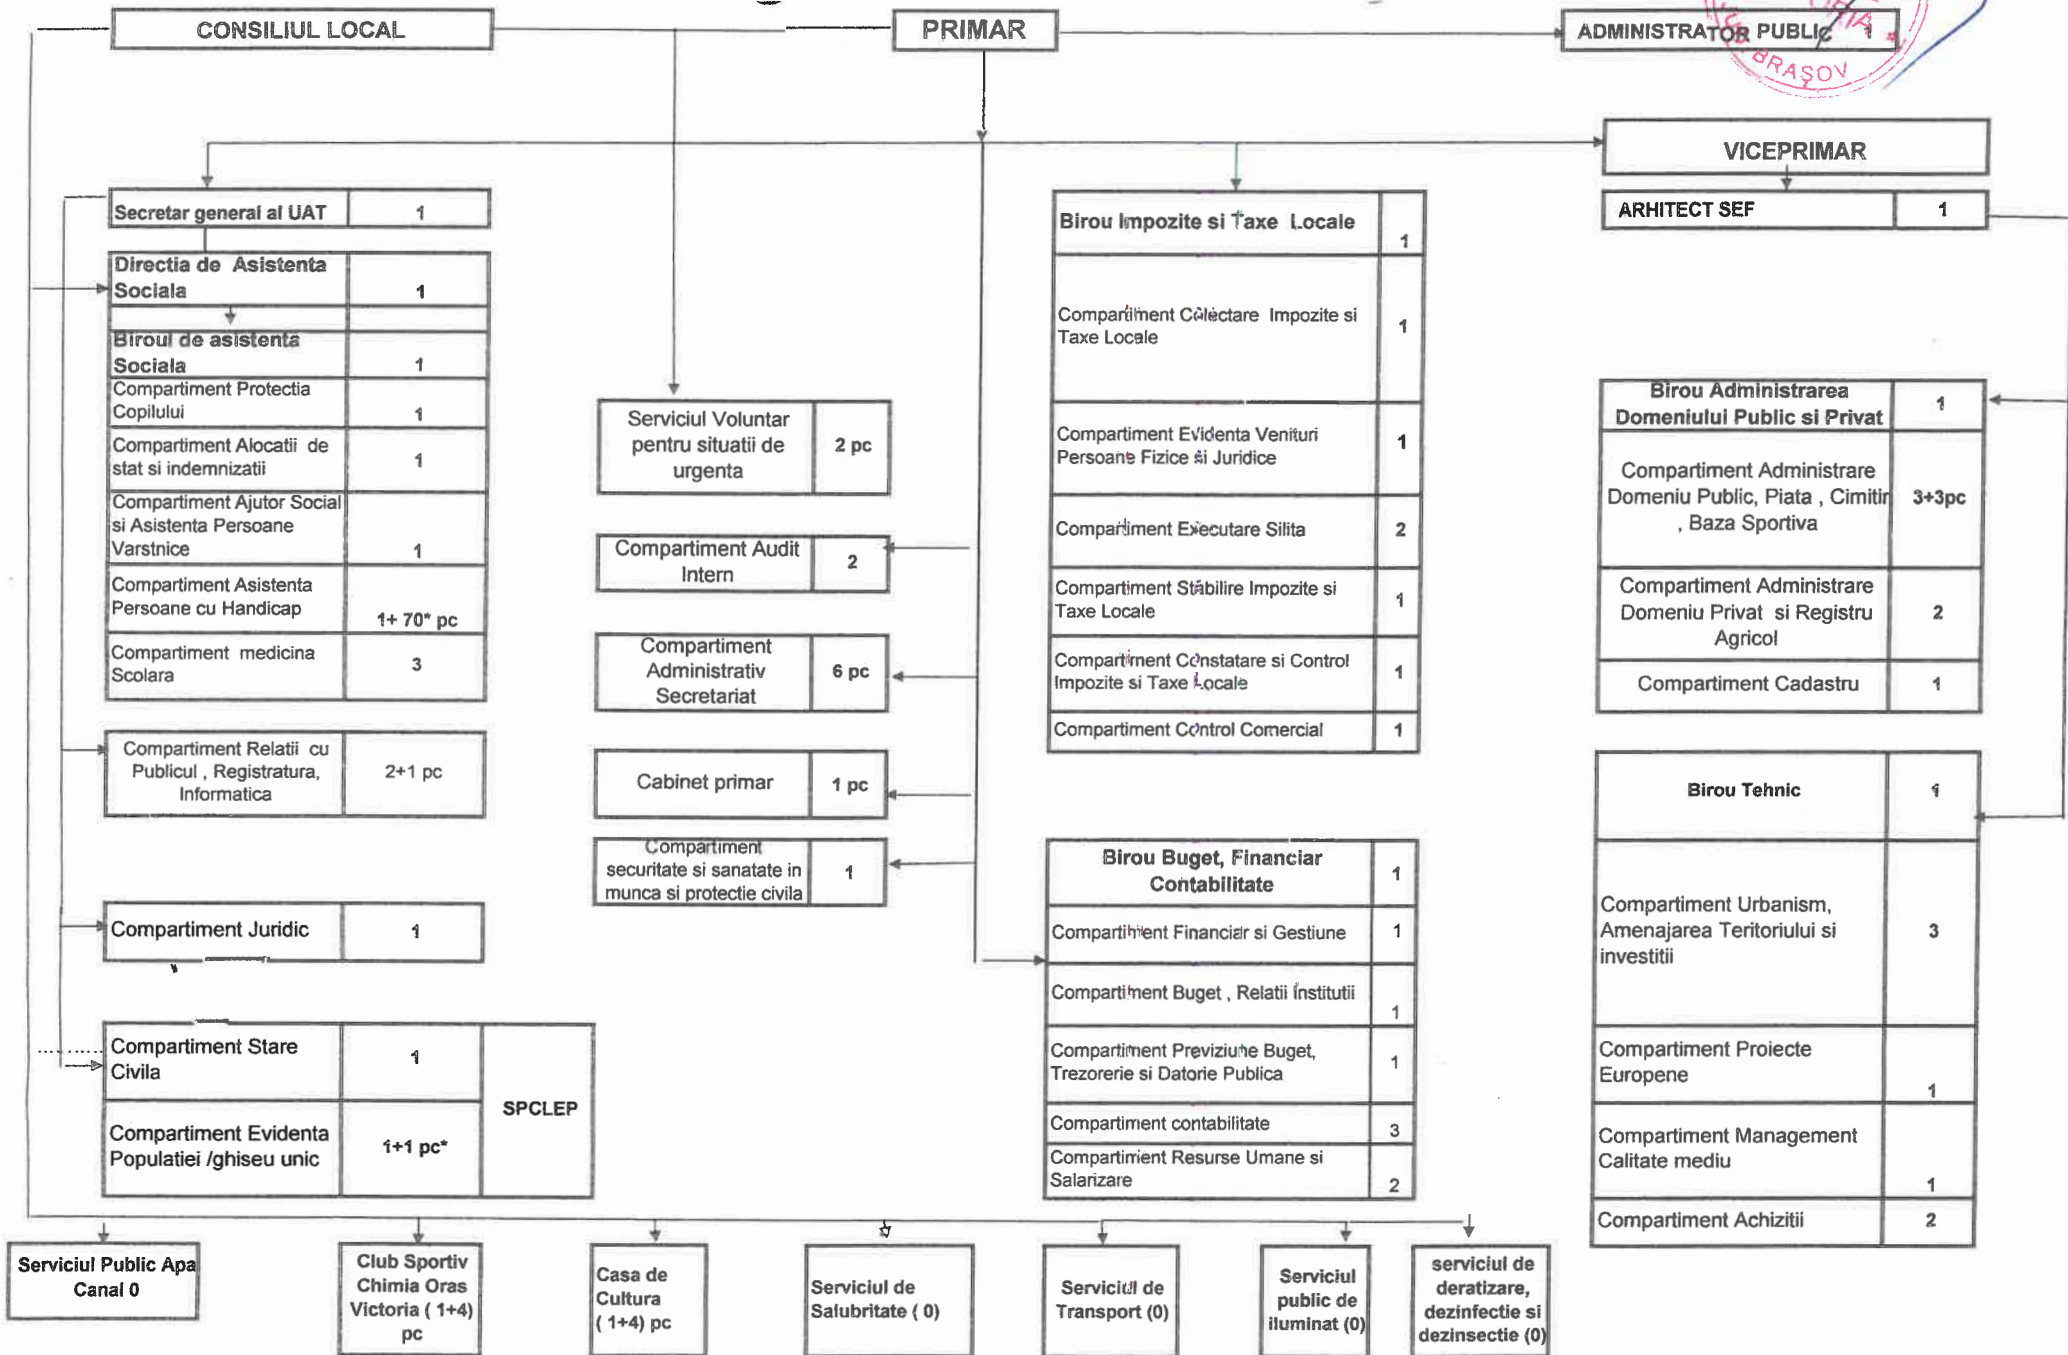 CONSILIUL LOCAL
PRIMAR
ADMINISTRATOR PUBLIC 1
BRAȘOV
VICEPRIMAR
ARHITECT SEF 1
Secretar general al UAT 1
Directia de Asistenta
Sociala 1
Biroul de asistenta
Sociala 1
Compartiment Protectia
Copilului 1
Compartiment Alocatii de
stat si indemnizatii 1
Compartiment Ajutor Social
si Asistenta Persoane
Varstnice 1
Compartiment Asistenta
Persoane cu Handicap 1+ 70* pc
Compartiment medicina
Scolara 3
Compartiment Relatii cu
Publicul , Registratura,
Informatica 2+1 pc
Compartiment Juridic 1
Compartiment Stare
Civila 1
Compartiment Evidenta
Populatiei /ghiseu unic 1+1 pc*
SPCLEP
Serviciul Voluntar
pentru situatii de
urgenta 2 pc
Compartiment Audit
Intern 2
Compartiment
Administrativ
Secretariat 6 pc
Cabinet primar 1 pc
Compartiment
securitate si sanatate in
munca si protectie civila 1
Birou Impozite si Taxe Locale 1
Compartiment Colectare Impozite si
Taxe Locale 1
Compartiment Evidenta Venituri
Persoane Fizice si Juridice 1
Compartiment Executare Silita 2
Compartiment Stabilire Impozite si
Taxe Locale 1
Compartiment Constatare si Control
Impozite si Taxe Locale 1
Compartiment Control Comercial 1
Birou Buget, Financiar
Contabilitate 1
Compartiment Financiar si Gestiune 1
Compartiment Buget , Relatii Institutii 1
Compartiment Previziune Buget,
Trezorerie si Datorie Publica 1
Compartiment contabilitate 3
Compartiment Resurse Umane si
Salarizare 2
Birou Administrarea
Domeniului Public si Privat 1
Compartiment Administrare
Domeniu Public, Piata , Cimitir
, Baza Sportiva 3+3pc
Compartiment Administrare
Domeniu Privat si Registru
Agricol 2
Compartiment Cadastru 1
Birou Tehnic 1
Compartiment Urbanism,
Amenajarea Teritoriului si
investitii 3
Compartiment Proiecte
Europene 1
Compartiment Management
Calitate mediu 1
Compartiment Achizitii 2
Serviciul Public Apa
Canal 0
Club Sportiv
Chimia Oras
Victoria ( 1+4)
pc
Casa de
Cultura
( 1+4) pc
Serviciul de
Salubritate ( 0)
Serviciul de
Transport (0)
Serviciul
public de
iluminat (0)
serviciul de
deratizare,
dezinfectie si
dezinsectie (0)